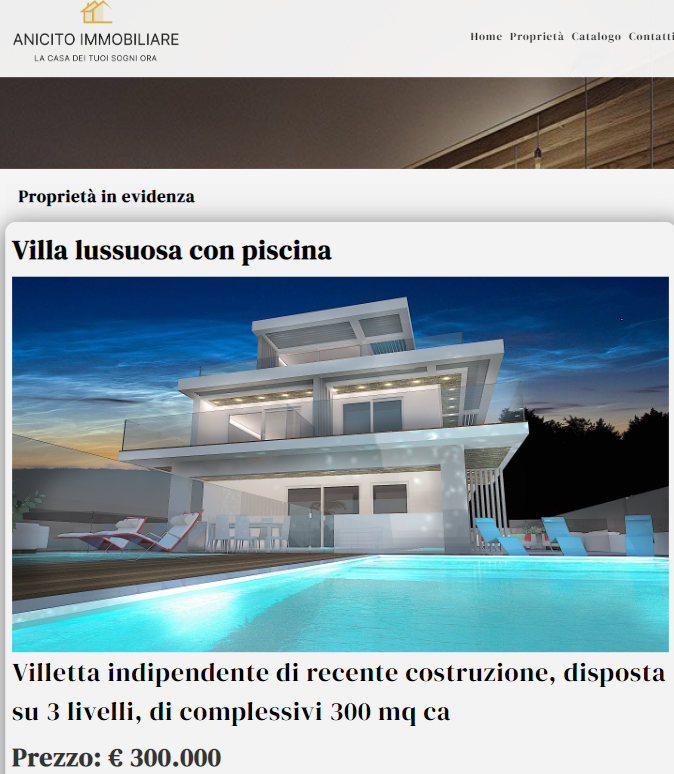 ANICITO IMMOBILIARE
LA CASA DEI TUOI SOGNI ORA
Home Proprietà Catalogo Contatti
Proprietà in evidenza
Villa lussuosa con piscina
Villetta indipendente di recente costruzione, disposta
su 3 livelli, di complessivi 300 mq ca
Prezzo: € 300.000